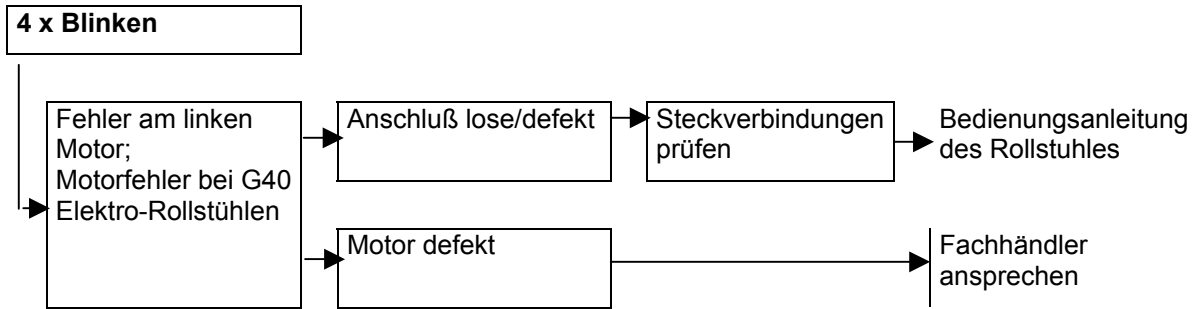 4 x Blinken
Fehler am linken
Motor;
Motorfehler bei G40
Elektro-Rollstühlen
Anschluß lose/defekt
Steckverbindungen
prüfen
Bedienungsanleitung
des Rollstuhles
Motor defekt
Fachhändler
ansprechen